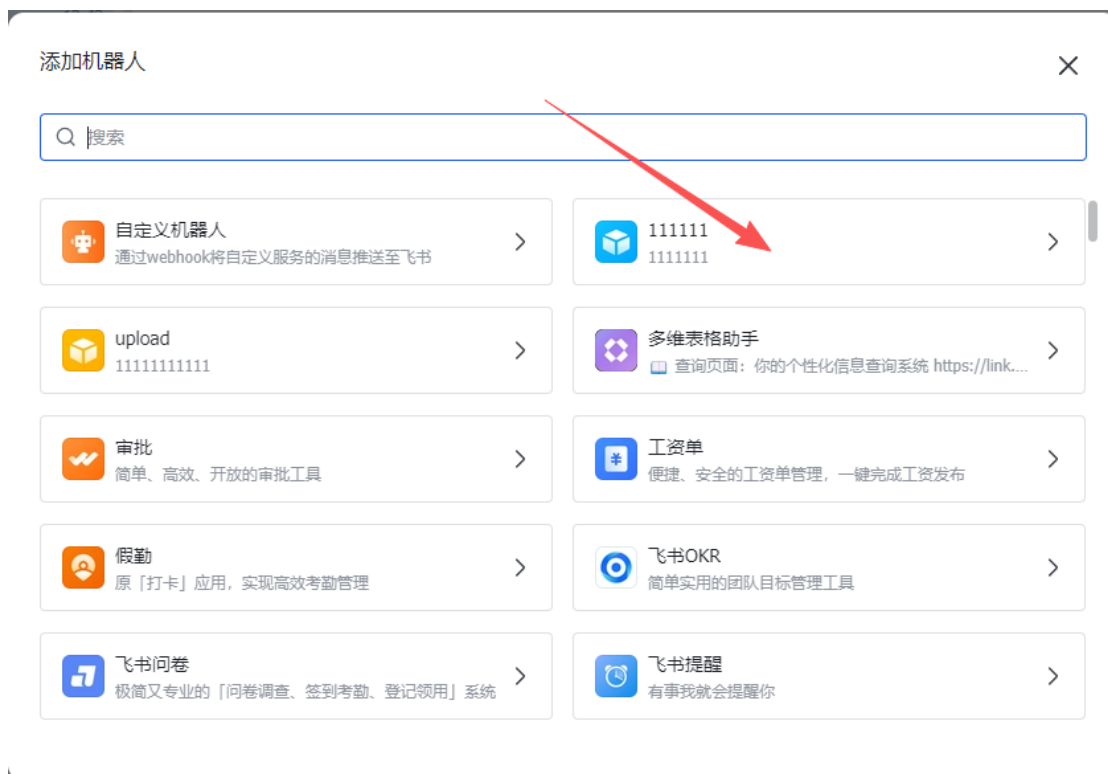 添加机器人
搜索
自定义机器人
通过webhook将自定义服务的消息推送至飞书
111111
1111111
upload
11111111111
多维表格助手
📖 查询页面：你的个性化信息查询系统 https://link....
审批
简单、高效、开放的审批工具
工资单
便捷、安全的工资单管理，一键完成工资发布
假勤
原「打卡」应用，实现高效考勤管理
飞书OKR
简单实用的团队目标管理工具
飞书问卷
极简又专业的「问卷调查、签到考勤、登记领用」系统
飞书提醒
有事我就会提醒你